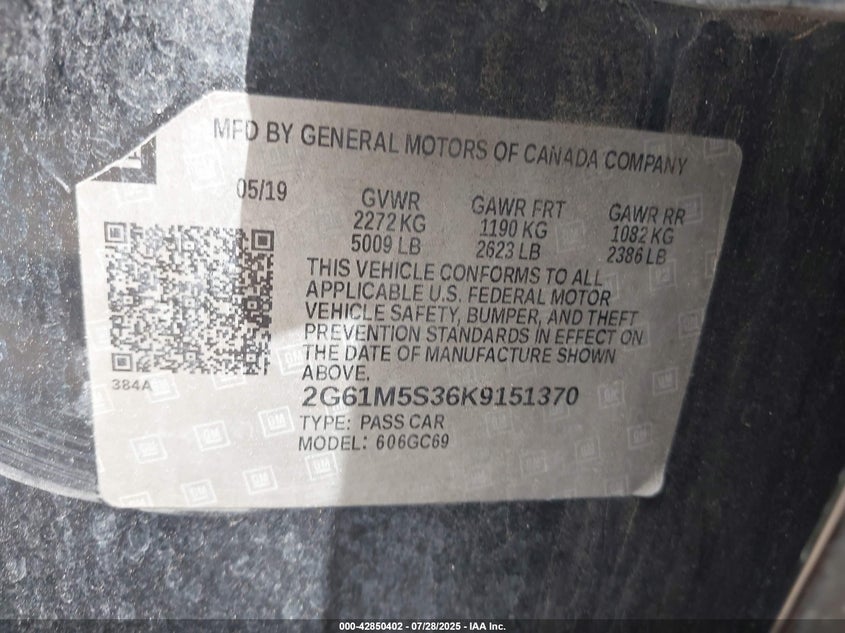 MFD BY GENERAL MOTORS OF CANADA COMPANY
05/19
GVWR
2272 KG
5009 LB
GAWR FRT
1190 KG
2623 LB
GAWR RR
1082 KG
2386 LB
THIS VEHICLE CONFORMS TO ALL
APPLICABLE U.S. FEDERAL MOTOR
VEHICLE SAFETY, BUMPER, AND THEFT
PREVENTION STANDARDS IN EFFECT ON
THE DATE OF MANUFACTURE SHOWN
ABOVE.
384A
2G61M5S36K9151370
TYPE: PASS CAR
MODEL: 606GC69
GM
000-42850402 - 07/28/2025 - IAA Inc.